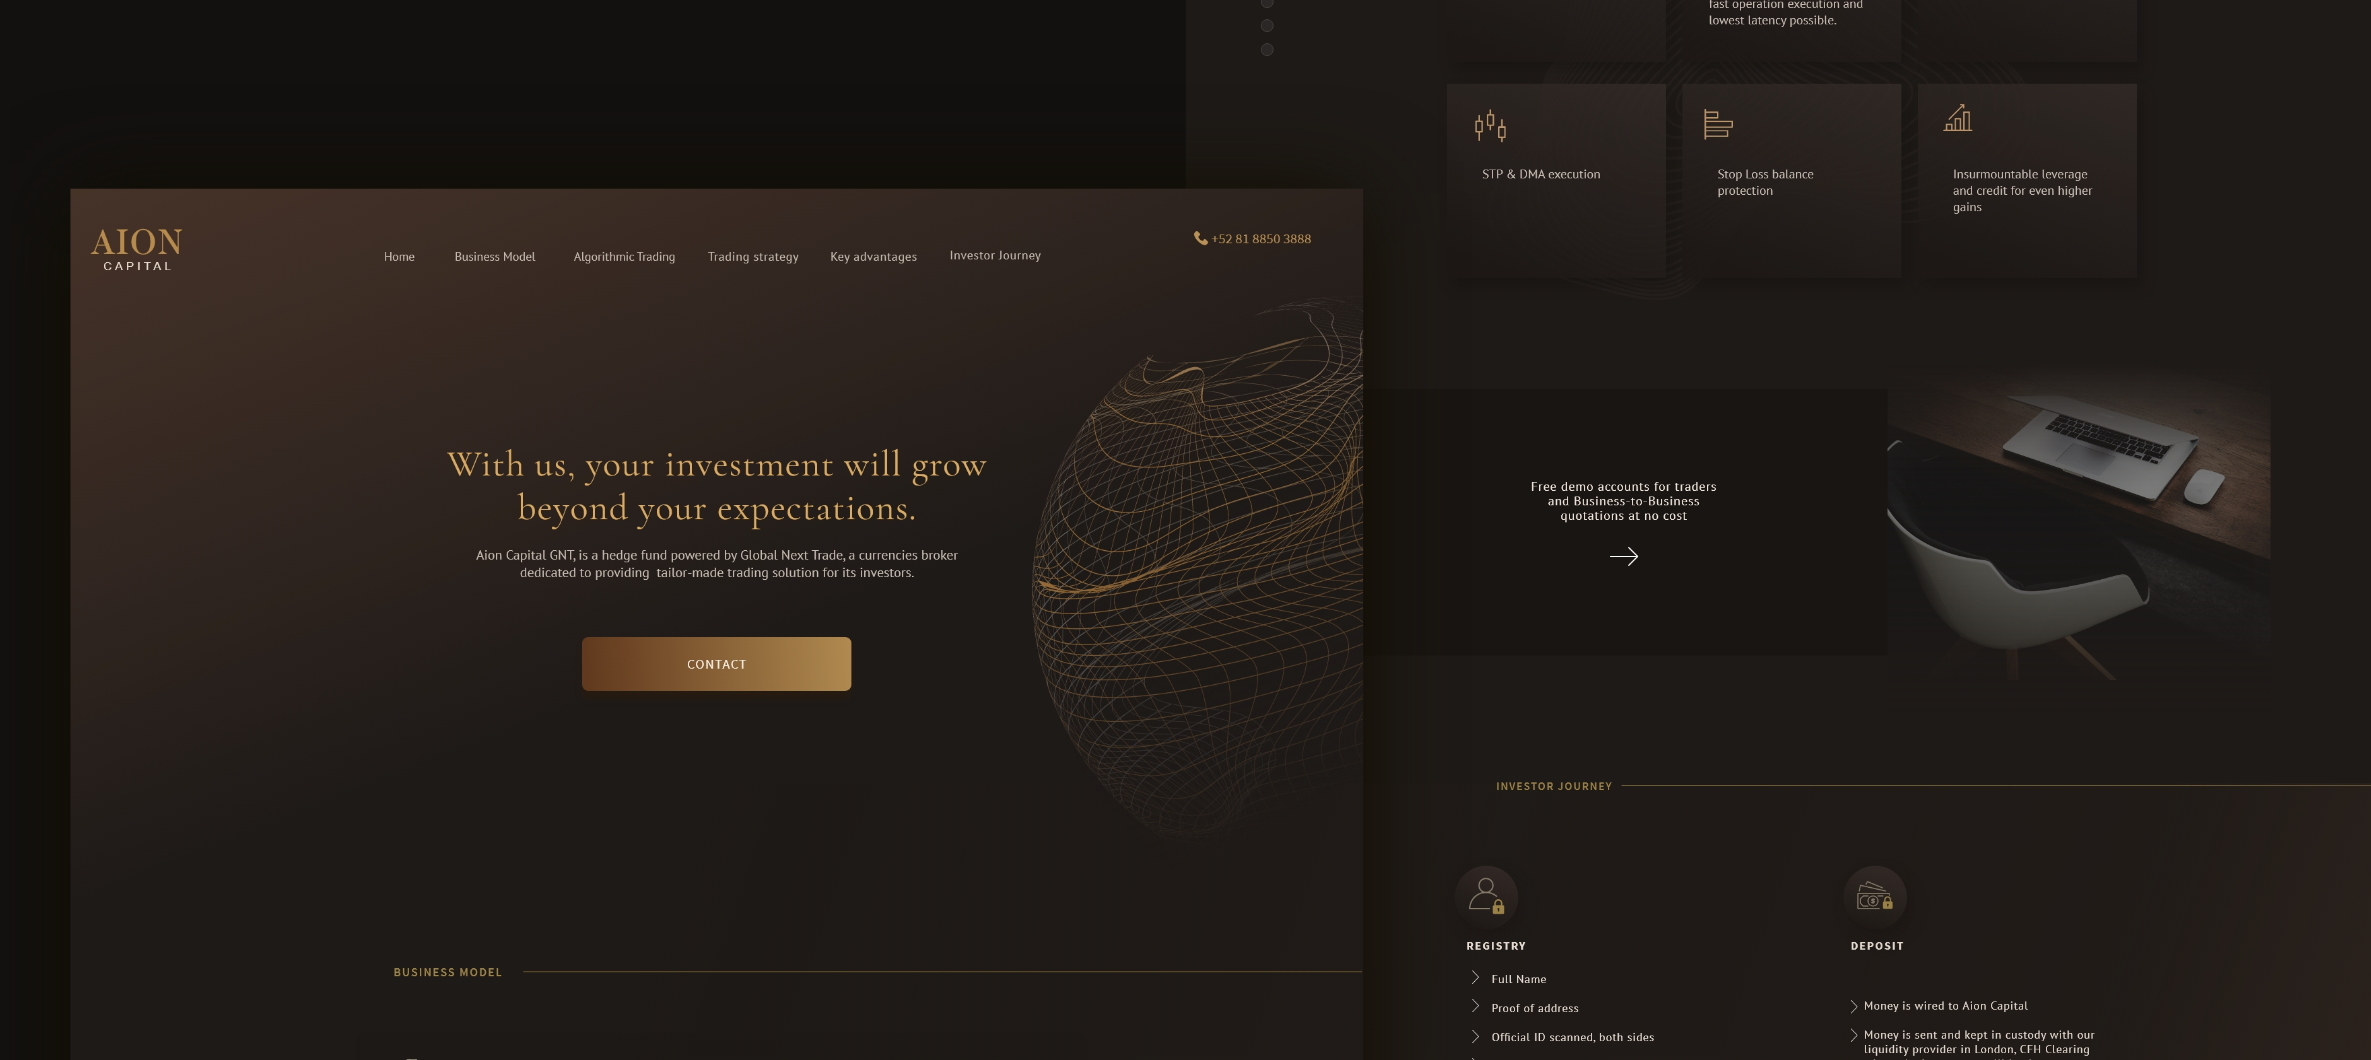 AION
CAPITAL
Home
Business Model
Algorithmic Trading
Trading strategy
Key advantages
Investor Journey
+52 81 8850 3888
With us, your investment will grow
beyond your expectations.
Aion Capital GNT, is a hedge fund powered by Global Next Trade, a currencies broker
dedicated to providing  tailor-made trading solution for its investors.
CONTACT
BUSINESS MODEL
fast operation execution and
lowest latency possible.
STP & DMA execution
Stop Loss balance
protection
Insurmountable leverage
and credit for even higher
gains
Free demo accounts for traders
and Business-to-Business
quotations at no cost
INVESTOR JOURNEY
REGISTRY
Full Name
Proof of address
Official ID scanned, both sides
DEPOSIT
Money is wired to Aion Capital
Money is sent and kept in custody with our
liquidity provider in London, CFH Clearing